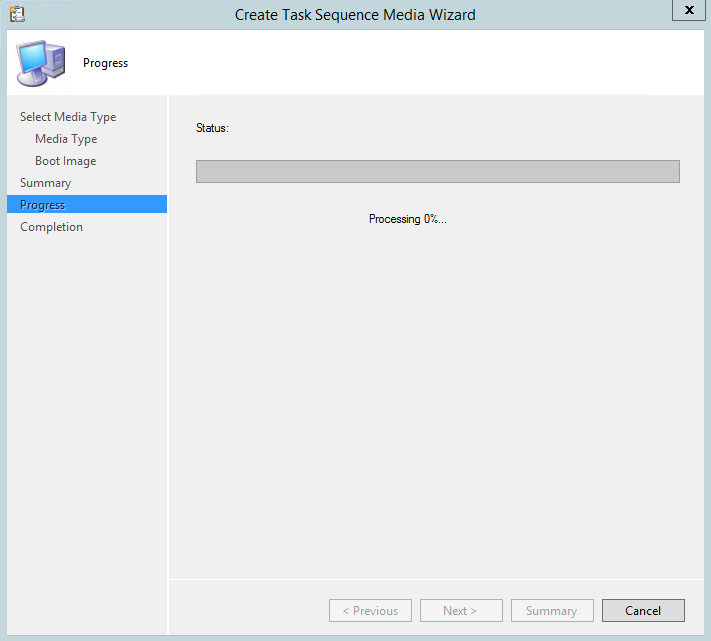 Create Task Sequence Media Wizard
x
Progress
Select Media Type
Media Type
Boot Image
Summary
Progress
Completion
Status:
Processing 0%...
< Previous
Next >
Summary
Cancel